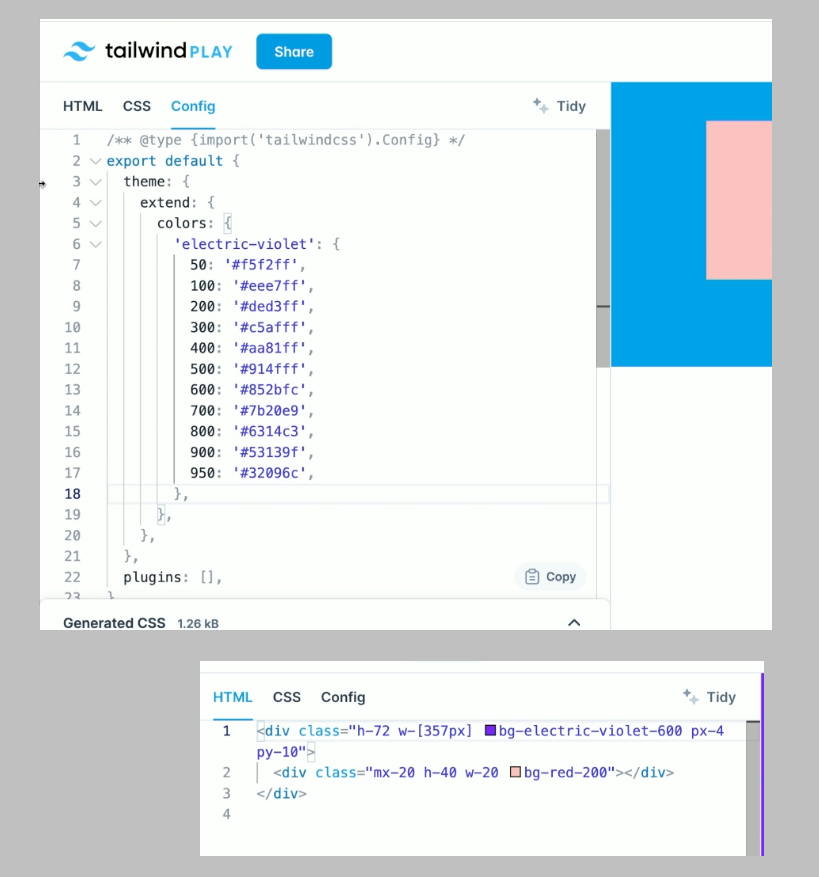 tailwind PLAY Share
HTML CSS Config Tidy
1 /** @type {import('tailwindcss').Config} */
2 export default {
3 theme: {
4 extend: {
5 colors: {
6 'electric-violet': {
7 50: '#f5f2ff',
8 100: '#eee7ff',
9 200: '#ded3ff',
10 300: '#c5afff',
11 400: '#aa81ff',
12 500: '#914fff',
13 600: '#852bfc',
14 700: '#7b20e9',
15 800: '#6314c3',
16 900: '#53139f',
17 950: '#32096c',
18 },
19 },
20 },
21 },
22 plugins: [],
Copy
23 }
Generated CSS 1.26 kB
HTML CSS Config Tidy
1 <div class="h-72 w-[357px] bg-electric-violet-600 px-4
py-10">
2 <div class="mx-20 h-40 w-20 bg-red-200"></div>
3 </div>
4